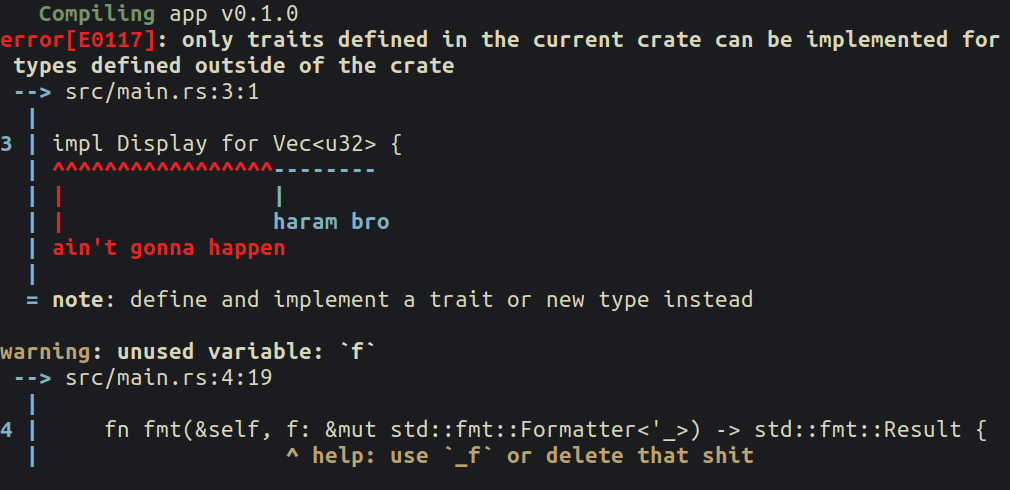 Compiling app v0.1.0
error[E0117]: only traits defined in the current crate can be implemented for
 types defined outside of the crate
 --> src/main.rs:3:1
  |
3 | impl Display for Vec<u32> {
  | ^^^^^^^^^^^^^^^^^--------
  | |                |
  | |                haram bro
  | ain't gonna happen
  |
  = note: define and implement a trait or new type instead

warning: unused variable: `f`
 --> src/main.rs:4:19
  |
4 |     fn fmt(&self, f: &mut std::fmt::Formatter<'_>) -> std::fmt::Result {
  |                   ^ help: use `_f` or delete that shit